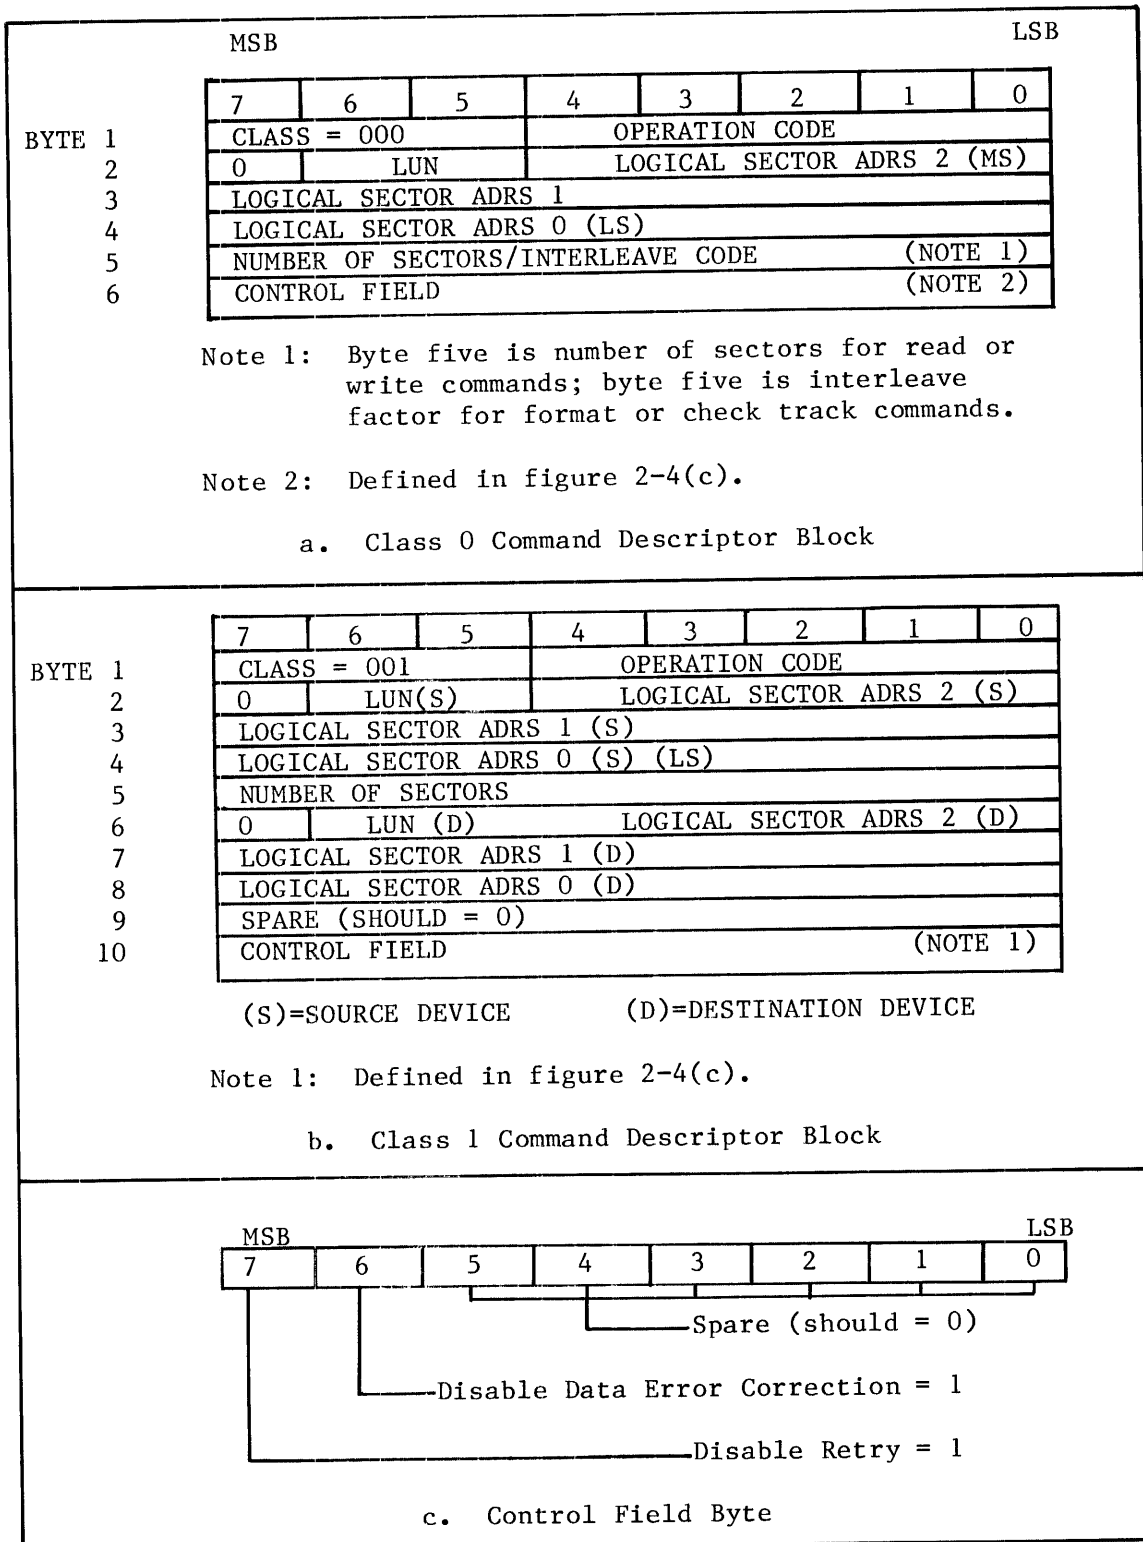 MSB LSB
7 6 5 4 3 2 1 0
BYTE 1 CLASS = 000 OPERATION CODE
2 0 LUN LOGICAL SECTOR ADRS 2 (MS)
3 LOGICAL SECTOR ADRS 1
4 LOGICAL SECTOR ADRS 0 (LS)
5 NUMBER OF SECTORS/INTERLEAVE CODE (NOTE 1)
6 CONTROL FIELD (NOTE 2)
Note 1: Byte five is number of sectors for read or
write commands; byte five is interleave
factor for format or check track commands.
Note 2: Defined in figure 2-4(c).
a. Class 0 Command Descriptor Block
7 6 5 4 3 2 1 0
BYTE 1 CLASS = 001 OPERATION CODE
2 0 LUN(S) LOGICAL SECTOR ADRS 2 (S)
3 LOGICAL SECTOR ADRS 1 (S)
4 LOGICAL SECTOR ADRS 0 (S) (LS)
5 NUMBER OF SECTORS
6 0 LUN (D) LOGICAL SECTOR ADRS 2 (D)
7 LOGICAL SECTOR ADRS 1 (D)
8 LOGICAL SECTOR ADRS 0 (D)
9 SPARE (SHOULD = 0)
10 CONTROL FIELD (NOTE 1)
(S)=SOURCE DEVICE (D)=DESTINATION DEVICE
Note 1: Defined in figure 2-4(c).
b. Class 1 Command Descriptor Block
MSB LSB
7 6 5 4 3 2 1 0
Spare (should = 0)
Disable Data Error Correction = 1
Disable Retry = 1
c. Control Field Byte